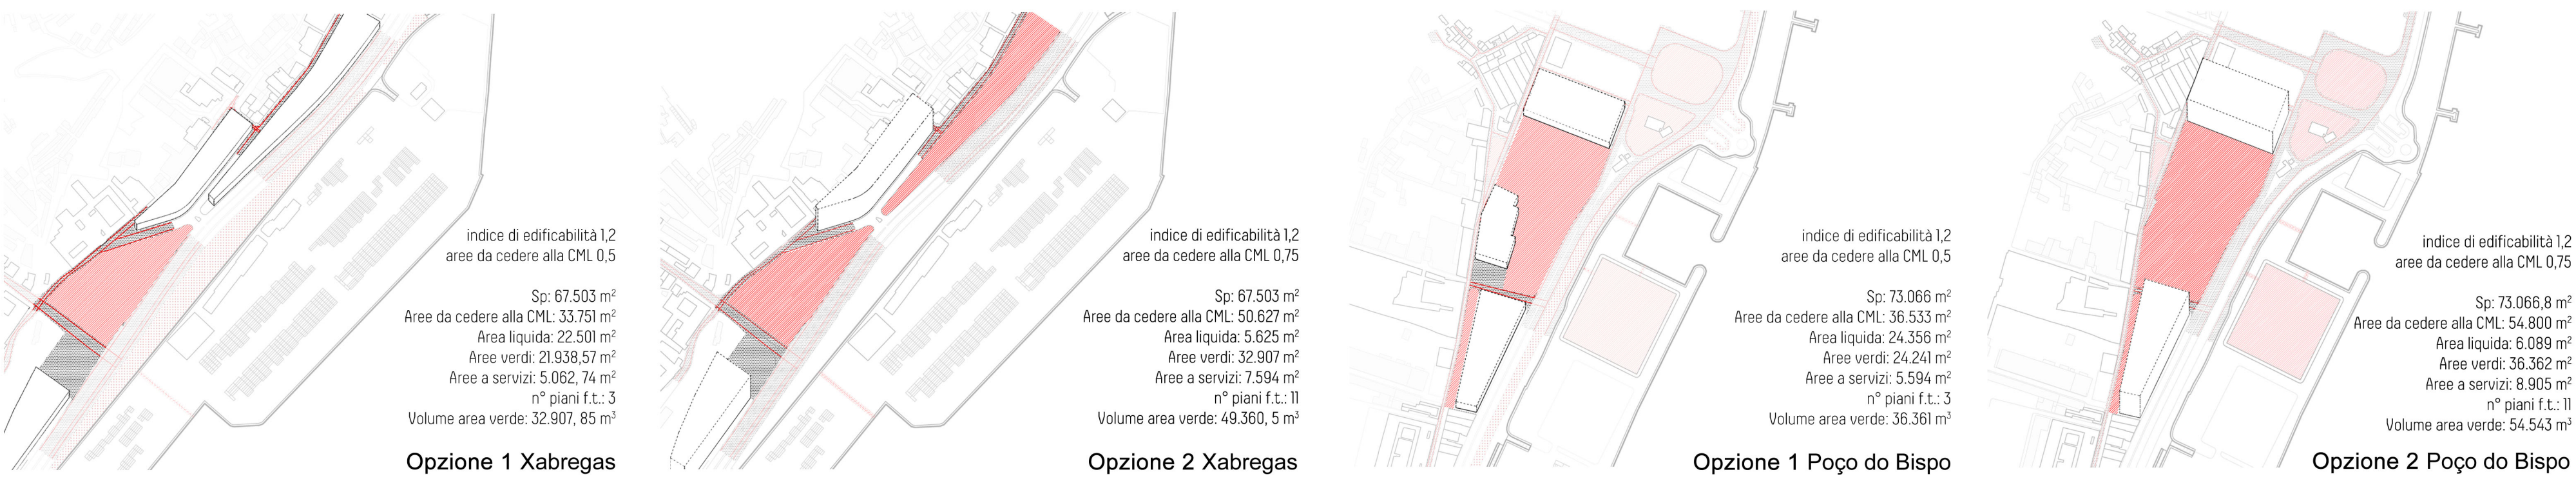 indice di edificabilità 1,2
aree da cedere alla CML 0,5
Sp: 67.503 m²
Aree da cedere alla CML: 33.751 m²
Area liquida: 22.501 m²
Aree verdi: 21.938,57 m²
Aree a servizi: 5.062, 74 m²
n° piani f.t.: 3
Volume area verde: 32.907, 85 m³
Opzione 1 Xabregas
indice di edificabilità 1,2
aree da cedere alla CML 0,75
Sp: 67.503 m²
Aree da cedere alla CML: 50.627 m²
Area liquida: 5.625 m²
Aree verdi: 32.907 m²
Aree a servizi: 7.594 m²
n° piani f.t.: 11
Volume area verde: 49.360, 5 m³
Opzione 2 Xabregas
indice di edificabilità 1,2
aree da cedere alla CML 0,5
Sp: 73.066 m²
Aree da cedere alla CML: 36.533 m²
Area liquida: 24.356 m²
Aree verdi: 24.241 m²
Aree a servizi: 5.594 m²
n° piani f.t.: 3
Volume area verde: 36.361 m³
Opzione 1 Poço do Bispo
indice di edificabilità 1,2
aree da cedere alla CML 0,75
Sp: 73.066,8 m²
Aree da cedere alla CML: 54.800 m²
Area liquida: 6.089 m²
Aree verdi: 36.362 m²
Aree a servizi: 8.905 m²
n° piani f.t.: 11
Volume area verde: 54.543 m³
Opzione 2 Poço do Bispo